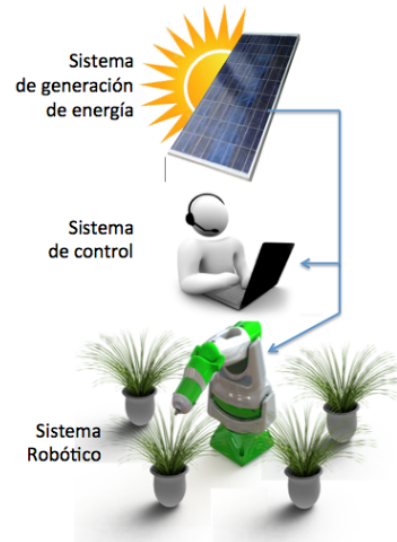 Sistema
de generación
de energía
Sistema
de control
Sistema
Robótico